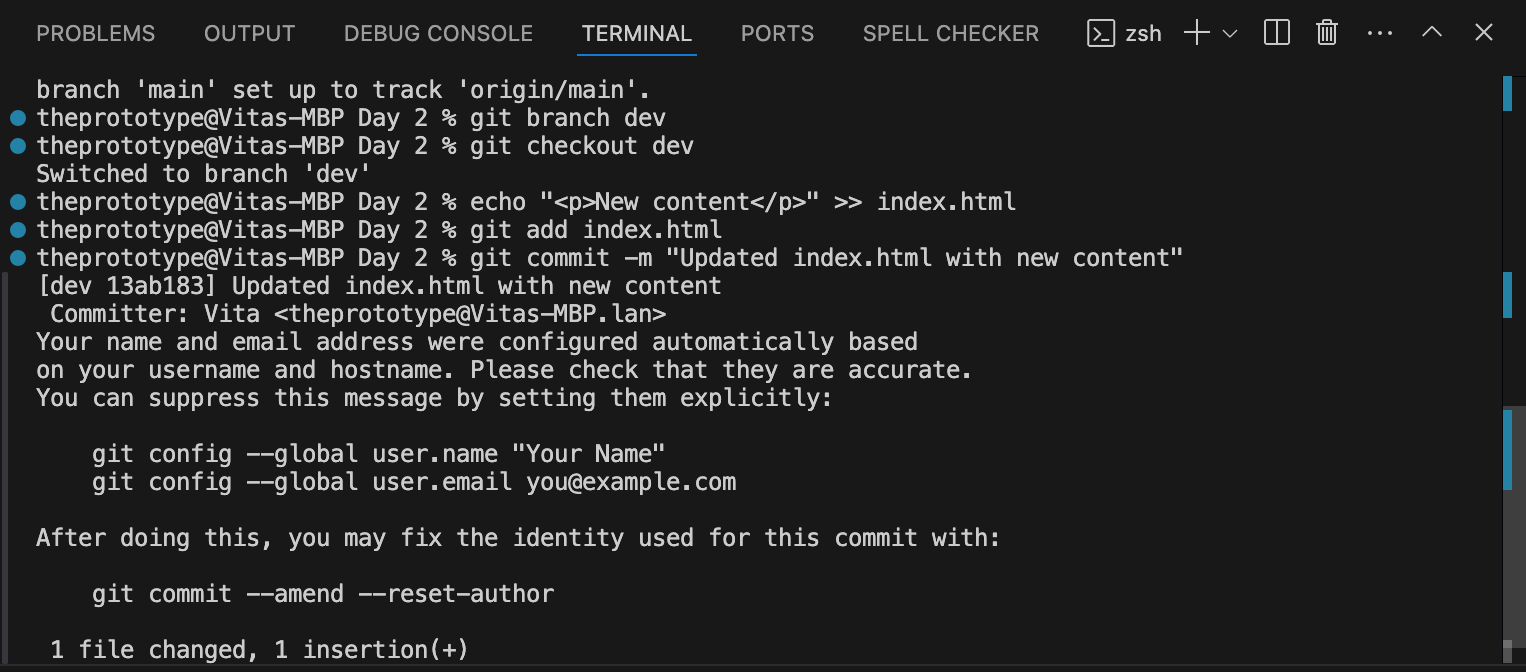 PROBLEMS OUTPUT DEBUG CONSOLE TERMINAL PORTS SPELL CHECKER zsh
branch 'main' set up to track 'origin/main'.
theprototype@Vitas-MBP Day 2 % git branch dev
theprototype@Vitas-MBP Day 2 % git checkout dev
Switched to branch 'dev'
theprototype@Vitas-MBP Day 2 % echo "<p>New content</p>" >> index.html
theprototype@Vitas-MBP Day 2 % git add index.html
theprototype@Vitas-MBP Day 2 % git commit -m "Updated index.html with new content"
[dev 13ab183] Updated index.html with new content
 Committer: Vita <theprototype@Vitas-MBP.lan>
Your name and email address were configured automatically based
on your username and hostname. Please check that they are accurate.
You can suppress this message by setting them explicitly:
    git config --global user.name "Your Name"
    git config --global user.email you@example.com
After doing this, you may fix the identity used for this commit with:
    git commit --amend --reset-author
 1 file changed, 1 insertion(+)